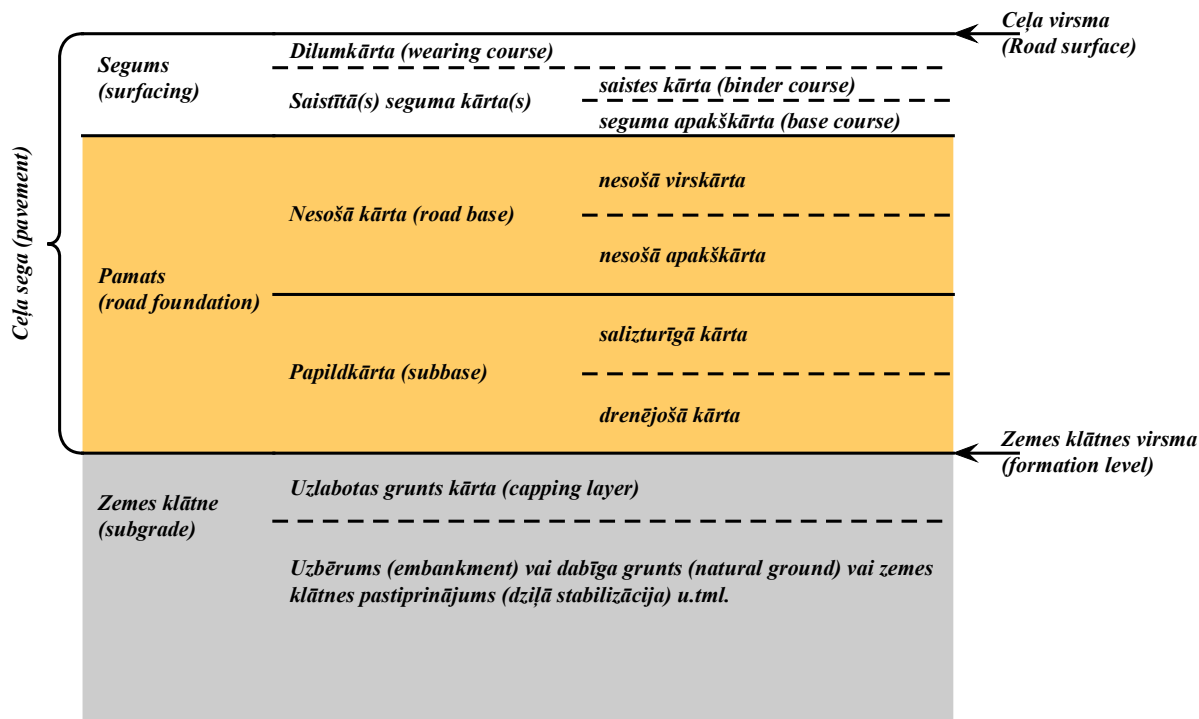 Ceļa virsma
(Road surface)
Dilumkārta (wearing course)
Segums
(surfacing)
Saistītā(s) seguma kārta(s)
saistes kārta (binder course)
seguma apakškārta (base course)
Ceļa sega (pavement)
nesošā virskārta
Nesošā kārta (road base)
nesošā apakškārta
Pamats
(road foundation)
salizturīgā kārta
Papildkārta (subbase)
drenējošā kārta
Zemes klātnes virsma
(formation level)
Uzlabotas grunts kārta (capping layer)
Zemes klātne
(subgrade)
Uzbērums (embankment) vai dabīga grunts (natural ground) vai zemes
klātnes pastiprinājums (dziļā stabilizācija) u.tml.